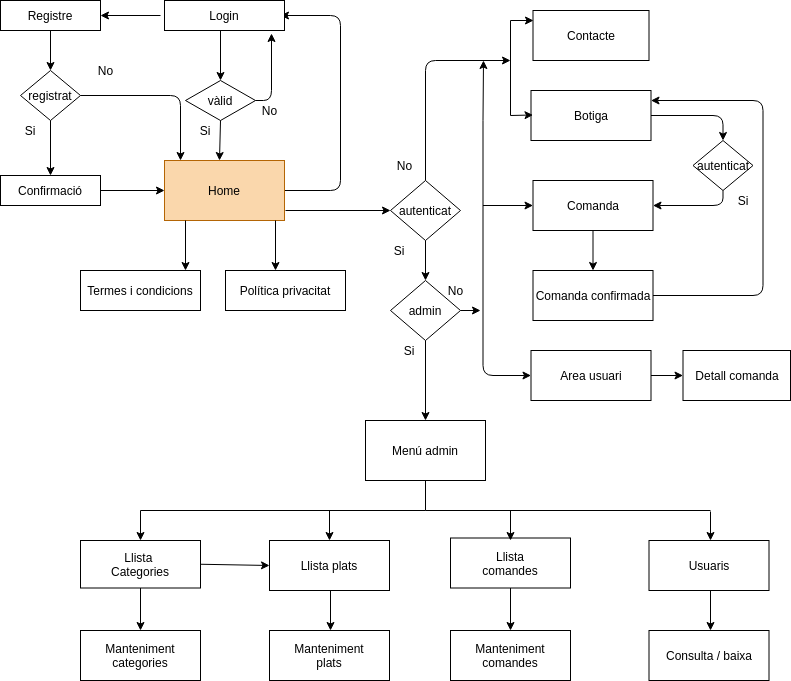 Registre
Login
Contacte
No
registrat
vàlid
No
Botiga
Si
Si
autenticat
No
Confirmació
Home
Si
autenticat
Comanda
Si
Termes i condicions
Política privacitat
No
admin
Comanda confirmada
Si
Area usuari
Detall comanda
Menú admin
Llista
Categories
Llista plats
Llista
comandes
Usuaris
Manteniment
categories
Manteniment
plats
Manteniment
comandes
Consulta / baixa